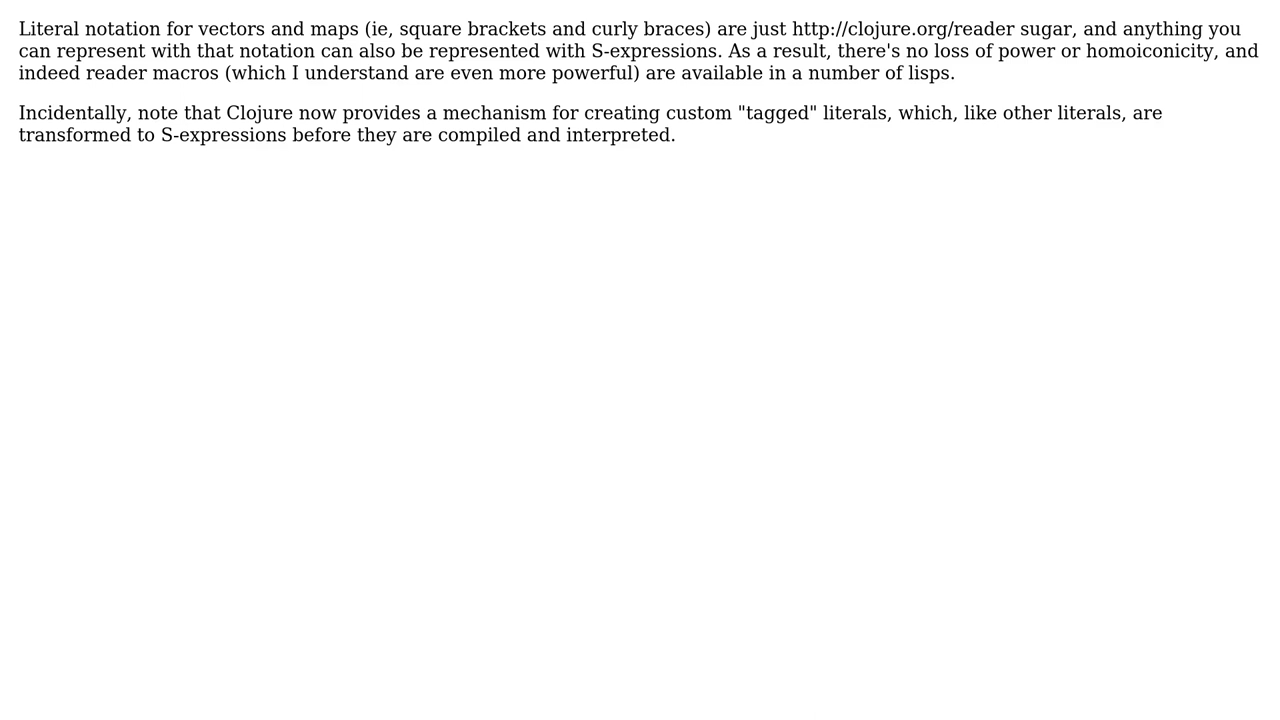 Literal notation for vectors and maps (ie, square brackets and curly braces) are just http://clojure.org/reader sugar, and anything you
can represent with that notation can also be represented with S-expressions. As a result, there's no loss of power or homoiconicity, and
indeed reader macros (which I understand are even more powerful) are available in a number of lisps.
Incidentally, note that Clojure now provides a mechanism for creating custom "tagged" literals, which, like other literals, are
transformed to S-expressions before they are compiled and interpreted.